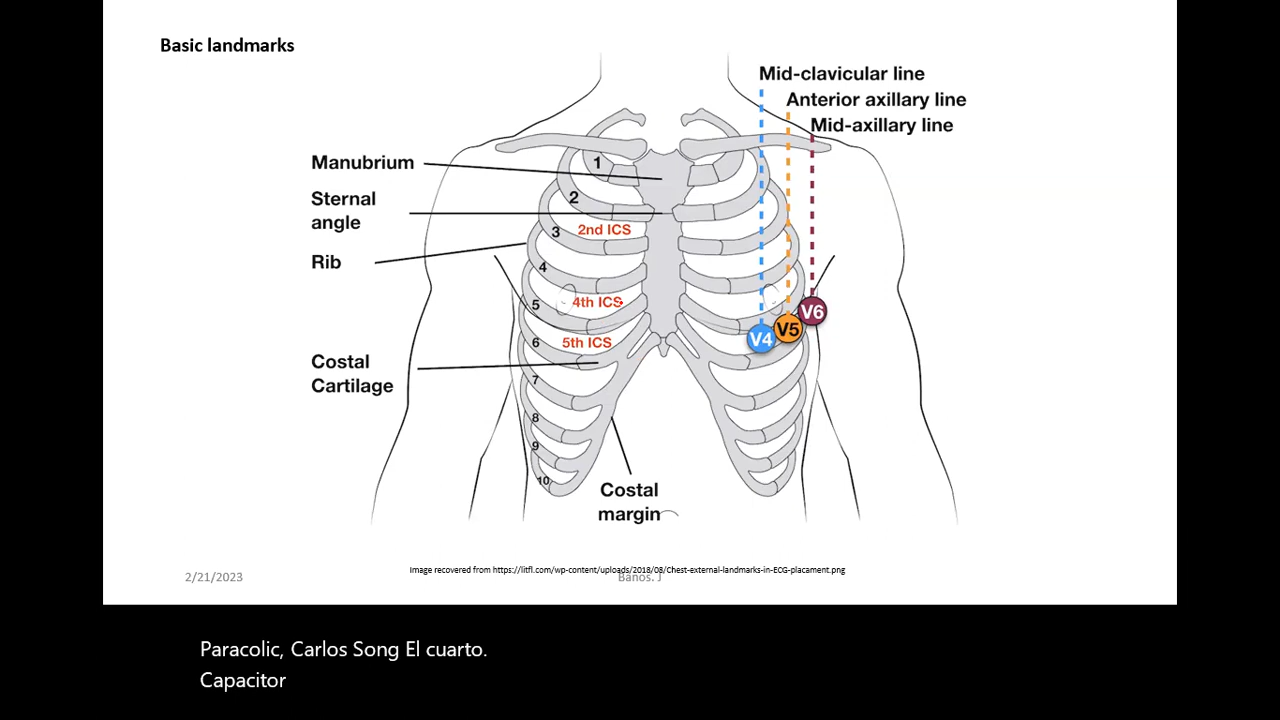 Basic landmarks
Mid-clavicular line
Anterior axillary line
Mid-axillary line
Manubrium
Sternal
angle
Rib
Costal
Cartilage
1
2
3
4
5
6
7
8
9
10
2nd ICS
4th ICS
5th ICS
V4
V5
V6
Costal
margin
Image recovered from https://litfl.com/wp-content/uploads/2018/08/Chest-external-landmarks-in-ECG-placament.png
2/21/2023
Banos. J
Paracolic, Carlos Song El cuarto.
Capacitor